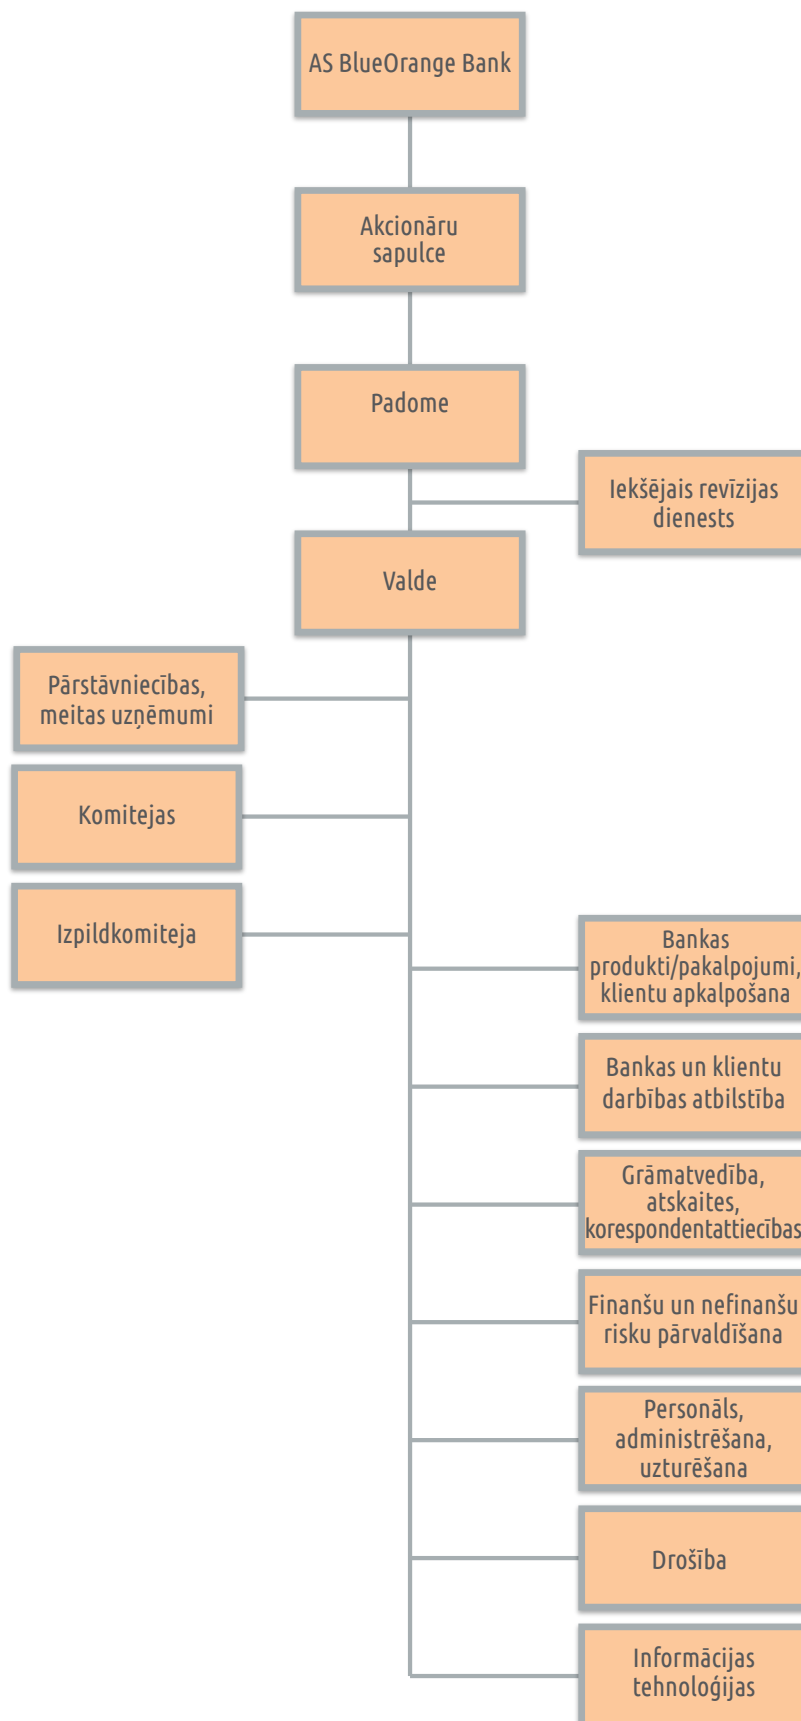 AS BlueOrange Bank
Akcionāru
sapulce
Padome
Iekšējais revīzijas
dienests
Valde
Pārstāvniecības,
meitas uzņēmumi
Komitejas
Izpildkomiteja
Bankas
produkti/pakalpojumi,
klientu apkalpošana
Bankas un klientu
darbības atbilstība
Grāmatvedība,
atskaites,
korespondentattiecības
Finanšu un nefinanšu
risku pārvaldīšana
Personāls,
administrēšana,
uzturēšana
Drošība
Informācijas
tehnoloģijas